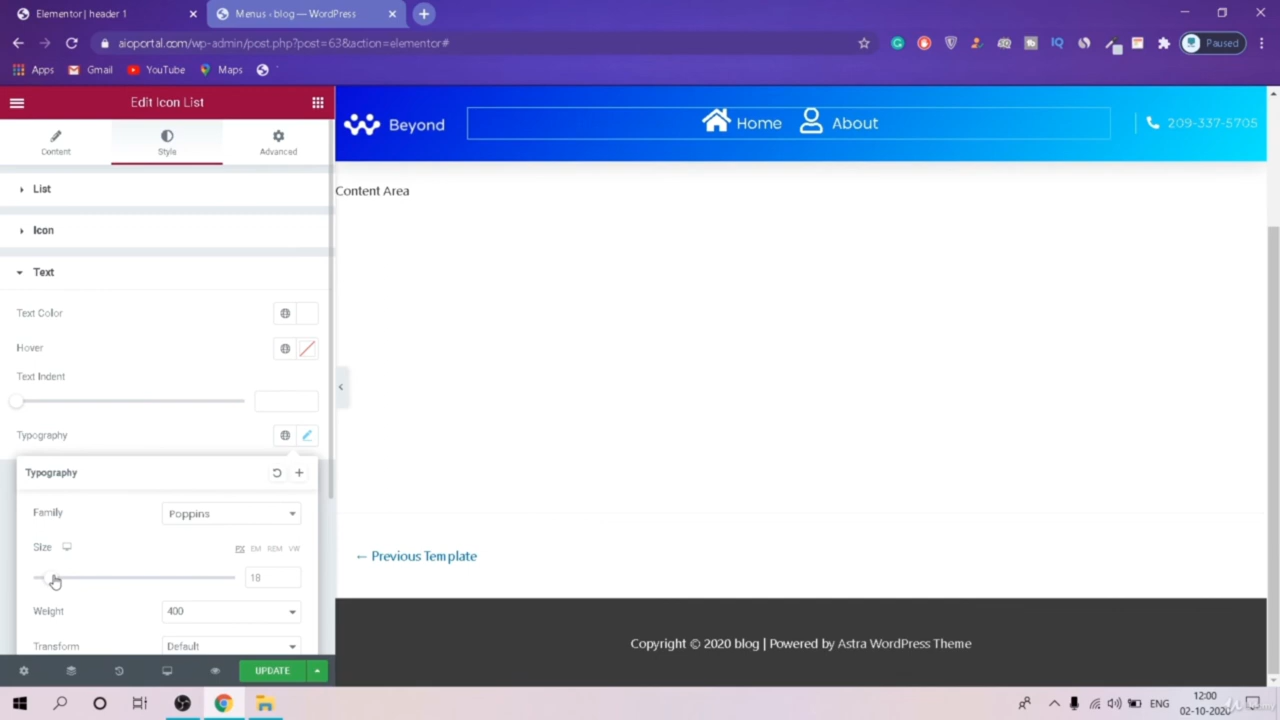 Elementor | header 1
Menus ‹ blog — WordPress
aioportal.com/wp-admin/post.php?post=63&action=elementor#
Paused
Apps
Gmail
YouTube
Maps
Edit Icon List
Content
Style
Advanced
List
Icon
Text
Text Color
Hover
Text Indent
Typography
Typography
Family
Poppins
Size
PX EM REM VW
18
Weight
400
Transform
Default
UPDATE
Beyond
Home
About
209-337-5705
Content Area
← Previous Template
Copyright © 2020 blog | Powered by Astra WordPress Theme
ENG
12:00
02-10-2020